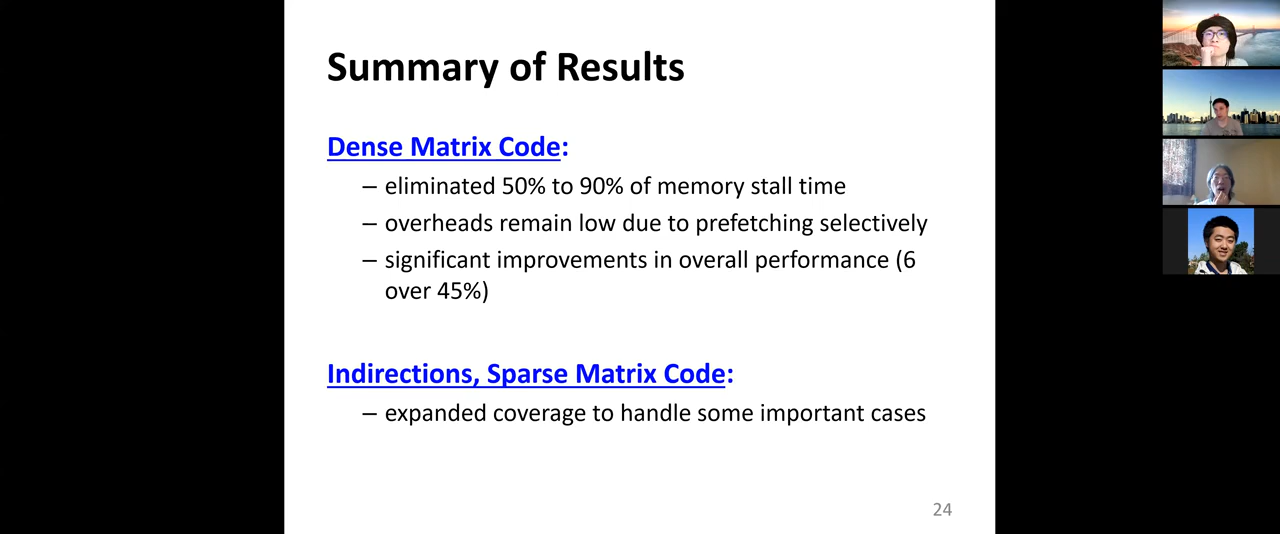 Summary of Results
Dense Matrix Code:
– eliminated 50% to 90% of memory stall time
– overheads remain low due to prefetching selectively
– significant improvements in overall performance (6
over 45%)
Indirections, Sparse Matrix Code:
– expanded coverage to handle some important cases
24